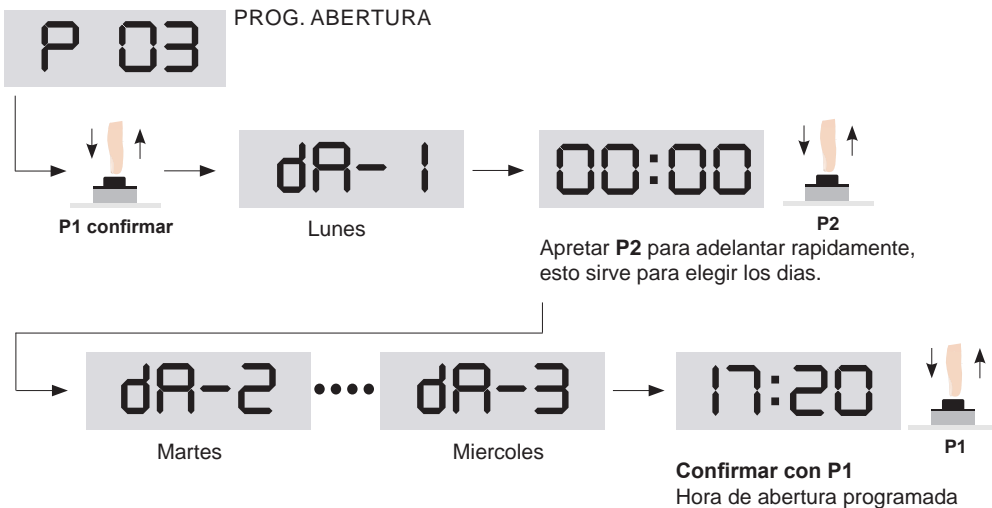 P 03
PROG. ABERTURA
P1 confirmar
dA-1
Lunes
00:00
P2
Apretar P2 para adelantar rapidamente,
esto sirve para elegir los dias.
dA-2
Martes
dA-3
Miercoles
17:20
P1
Confirmar con P1
Hora de abertura programada